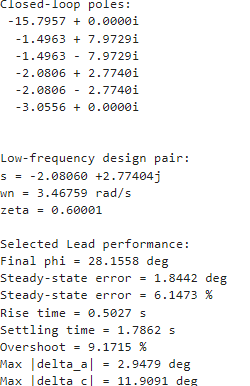 Closed-loop poles:
-15.7957 + 0.0000i
-1.4963 + 7.9729i
-1.4963 - 7.9729i
-2.0806 + 2.7740i
-2.0806 - 2.7740i
-3.0556 + 0.0000i
Low-frequency design pair:
s = -2.08060 +2.77404j
wn = 3.46759 rad/s
zeta = 0.60001
Selected Lead performance:
Final phi = 28.1558 deg
Steady-state error = 1.8442 deg
Steady-state error = 6.1473 %
Rise time = 0.5027 s
Settling time = 1.7862 s
Overshoot = 9.1715 %
Max |delta_a| = 2.9479 deg
Max |delta_c| = 11.9091 deg